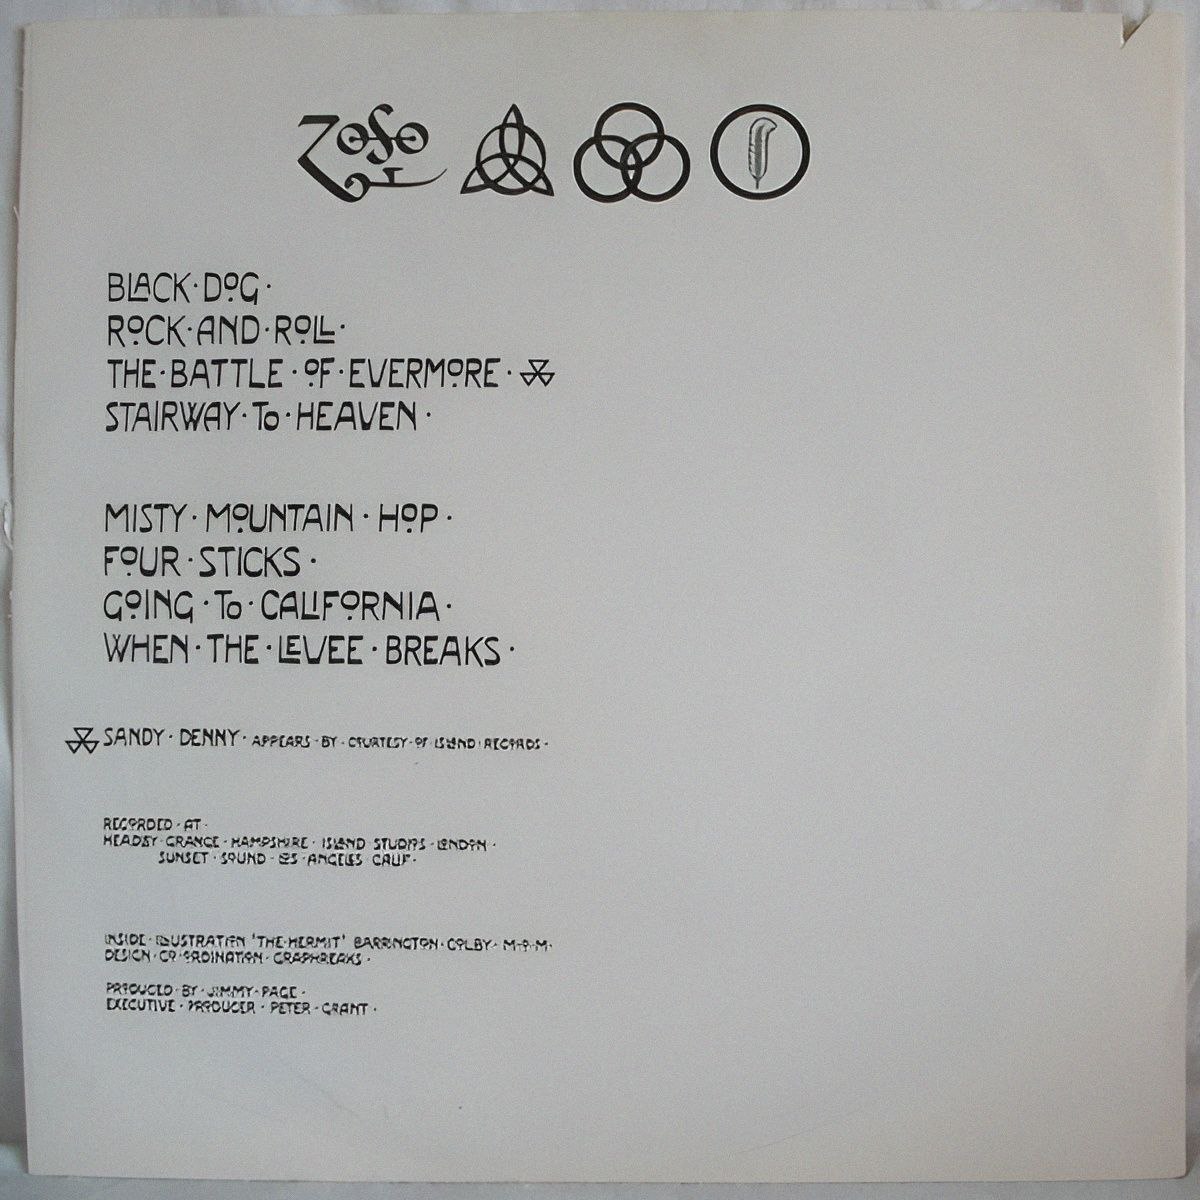 ZOSO
BLACK·DOG·
ROCK·AND·ROLL·
THE·BATTLE·OF·EVERMORE·
STAIRWAY·TO·HEAVEN·
MISTY·MOUNTAIN·HOP·
FOUR·STICKS·
GOING·TO·CALIFORNIA·
WHEN·THE·LEVEE·BREAKS·
SANDY·DENNY·APPEARS·BY·COURTESY·OF·ISLAND·RECORDS·
RECORDED·AT·
HEADLEY·GRANGE·HAMPSHIRE·ISLAND STUDIOS·LONDON·
SUNSET·SOUND·LOS·ANGELES CALIF·
INSIDE·ILLUSTRATION 'THE·HERMIT' BARRINGTON·COLBY·M·O·M·
DESIGN·CO·ORDINATION·GRAPHREAKS·
PRODUCED·BY·JIMMY·PAGE·
EXECUTIVE·PRODUCER·PETER·GRANT·